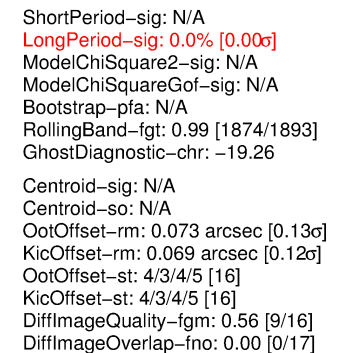 ShortPeriod−sig: N/A
LongPeriod−sig: 0.0% [0.00σ]
ModelChiSquare2−sig: N/A
ModelChiSquareGof−sig: N/A
Bootstrap−pfa: N/A
RollingBand−fgt: 0.99 [1874/1893]
GhostDiagnostic−chr: −19.26
Centroid−sig: N/A
Centroid−so: N/A
OotOffset−rm: 0.073 arcsec [0.13σ]
KicOffset−rm: 0.069 arcsec [0.12σ]
OotOffset−st: 4/3/4/5 [16]
KicOffset−st: 4/3/4/5 [16]
DiffImageQuality−fgm: 0.56 [9/16]
DiffImageOverlap−fno: 0.00 [0/17]